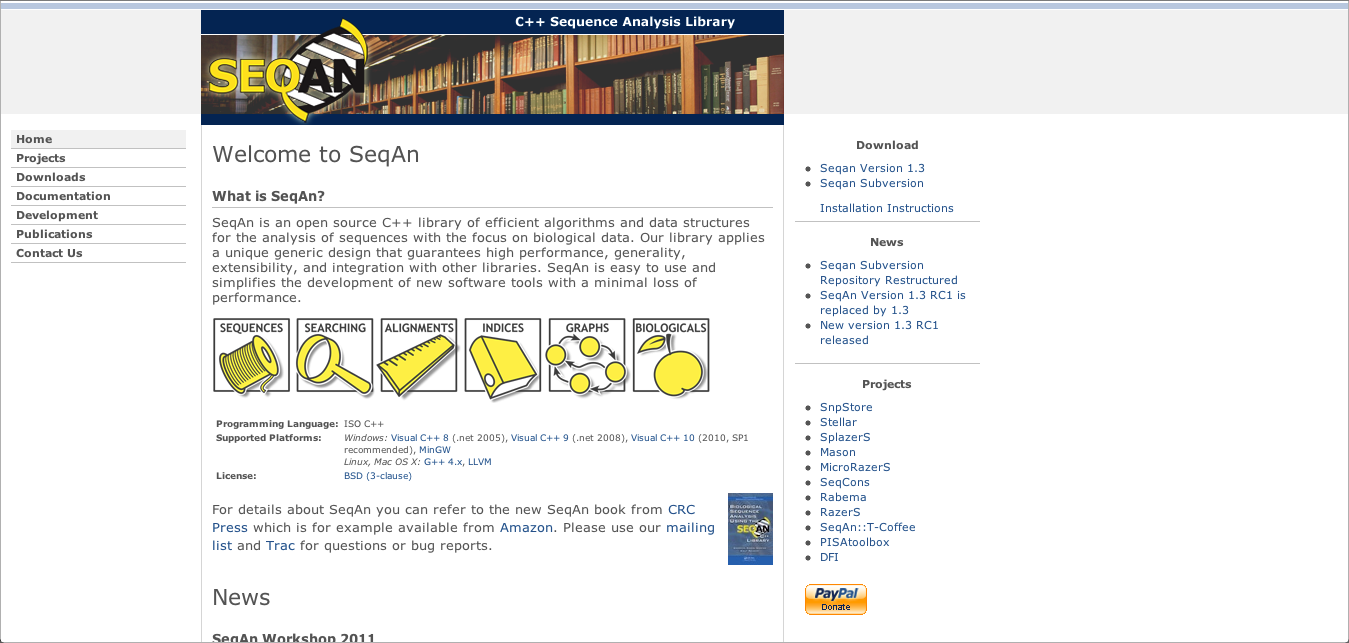 C++ Sequence Analysis Library
SEQAN
Home
Projects
Downloads
Documentation
Development
Publications
Contact Us
Welcome to SeqAn
What is SeqAn?
SeqAn is an open source C++ library of efficient algorithms and data structures
for the analysis of sequences with the focus on biological data. Our library applies
a unique generic design that guarantees high performance, generality,
extensibility, and integration with other libraries. SeqAn is easy to use and
simplifies the development of new software tools with a minimal loss of
performance.
SEQUENCES SEARCHING ALIGNMENTS INDICES GRAPHS BIOLOGICALS
Programming Language: ISO C++
Supported Platforms: Windows: Visual C++ 8 (.net 2005), Visual C++ 9 (.net 2008), Visual C++ 10 (2010, SP1
recommended), MinGW
Linux, Mac OS X: G++ 4.x, LLVM
License: BSD (3-clause)
For details about SeqAn you can refer to the new SeqAn book from CRC
Press which is for example available from Amazon. Please use our mailing
list and Trac for questions or bug reports.
BIOLOGICAL
SEQUENCE
ANALYSIS
USING THE
SEQAN
C++
LIBRARY
News
SeqAn Workshop 2011
Download
Seqan Version 1.3
Seqan Subversion
Installation Instructions
News
Seqan Subversion
Repository Restructured
SeqAn Version 1.3 RC1 is
replaced by 1.3
New version 1.3 RC1
released
Projects
SnpStore
Stellar
SplazerS
Mason
MicroRazerS
SeqCons
Rabema
RazerS
SeqAn::T-Coffee
PISAtoolbox
DFI
PayPal
Donate